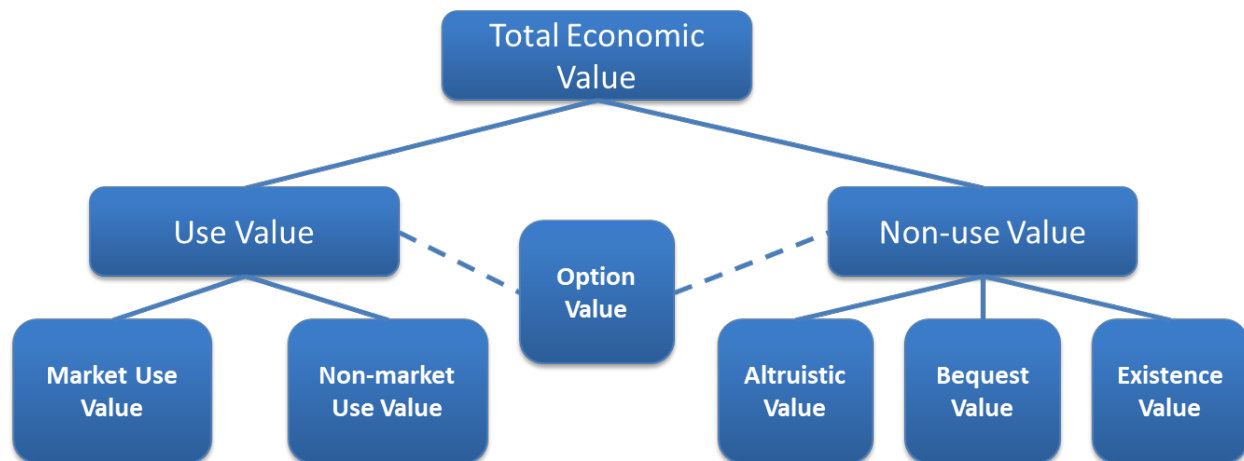 Total Economic
Value
Use Value
Non-use Value
Option
Value
Market Use
Value
Non-market
Use Value
Altruistic
Value
Bequest
Value
Existence
Value